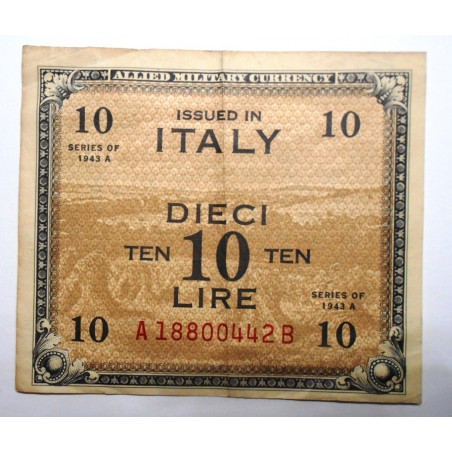 ALLIED MILITARY CURRENCY
10 ISSUED IN 10
ITALY
SERIES OF
1943 A
DIECI
TEN 10 TEN
LIRE
SERIES OF
1943 A
10 A18800442B 10